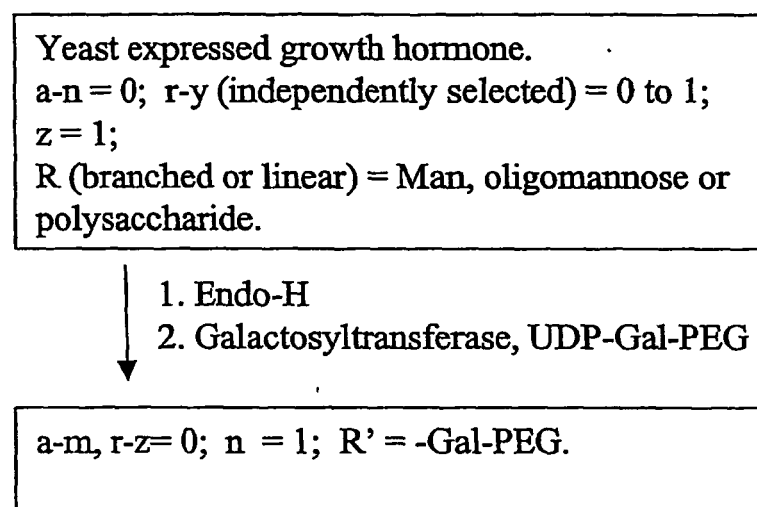 Yeast expressed growth hormone.
a-n = 0; r-y (independently selected) = 0 to 1;
z = 1;
R (branched or linear) = Man, oligomannose or
polysaccharide.
1. Endo-H
2. Galactosyltransferase, UDP-Gal-PEG
a-m, r-z= 0; n = 1; R’ = -Gal-PEG.